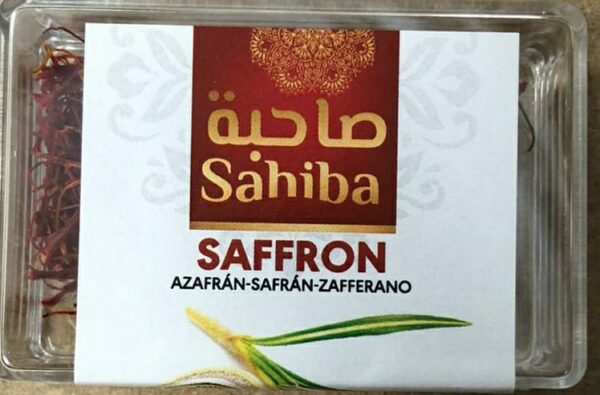 صاحبة
Sahiba
SAFFRON
AZAFRÁN-SAFRÁN-ZAFFERANO